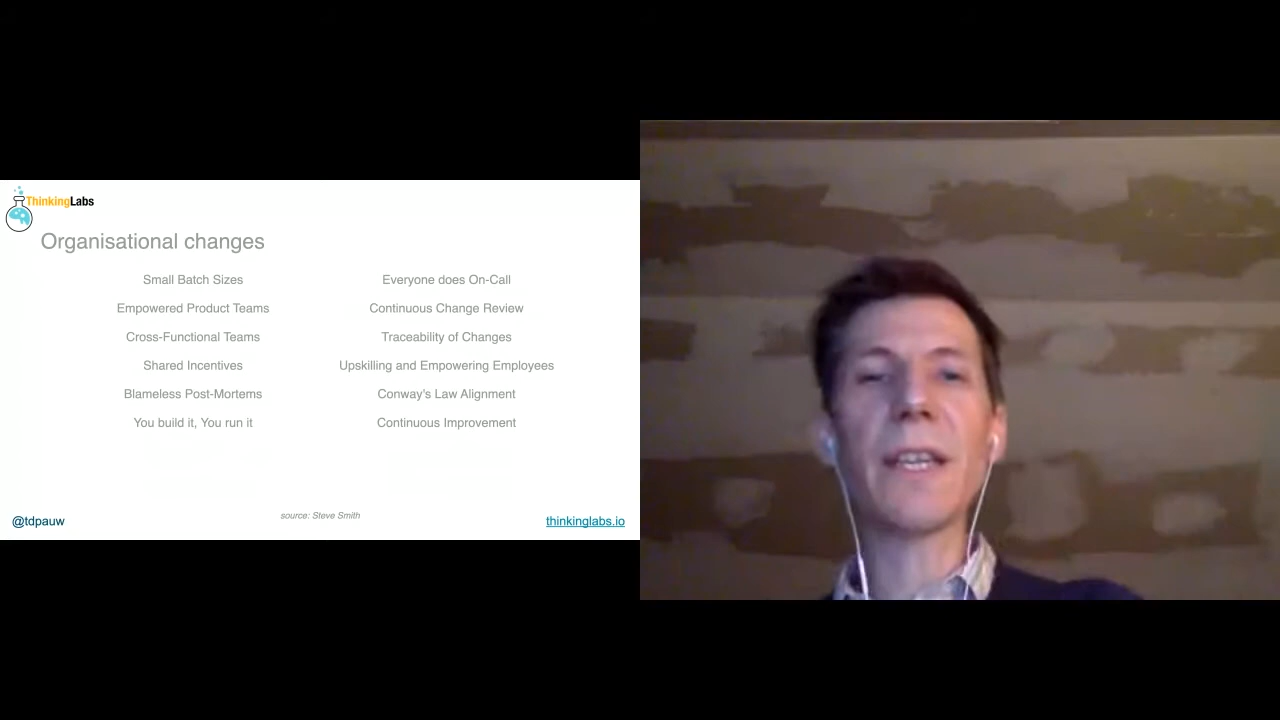 ThinkingLabs
Organisational changes
Small Batch Sizes
Empowered Product Teams
Cross-Functional Teams
Shared Incentives
Blameless Post-Mortems
You build it, You run it
Everyone does On-Call
Continuous Change Review
Traceability of Changes
Upskilling and Empowering Employees
Conway's Law Alignment
Continuous Improvement
source: Steve Smith
@tdpauw
thinkinglabs.io